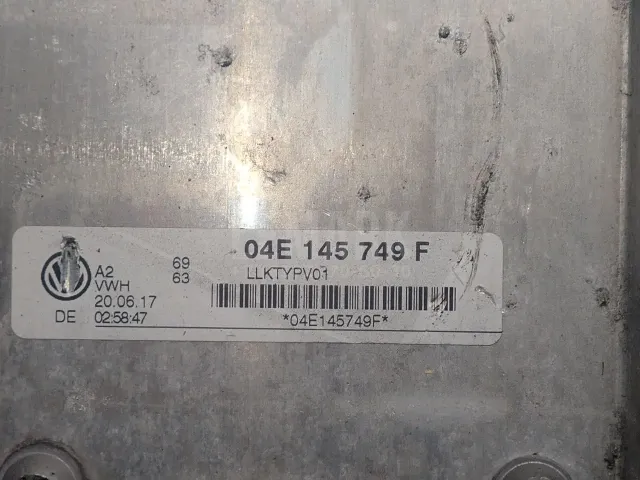 04E 145 749 F
A2
69
LLKTYPV01
VWH
63
20.06.17
DE 02:58:47
*04E145749F*